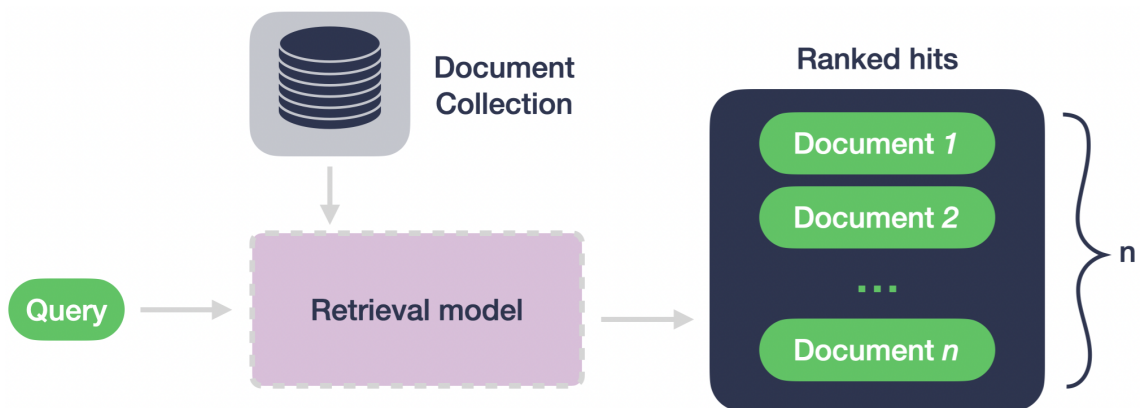 Document
Collection
Ranked hits
Document 1
Document 2
...
Document n
n
Query
Retrieval model